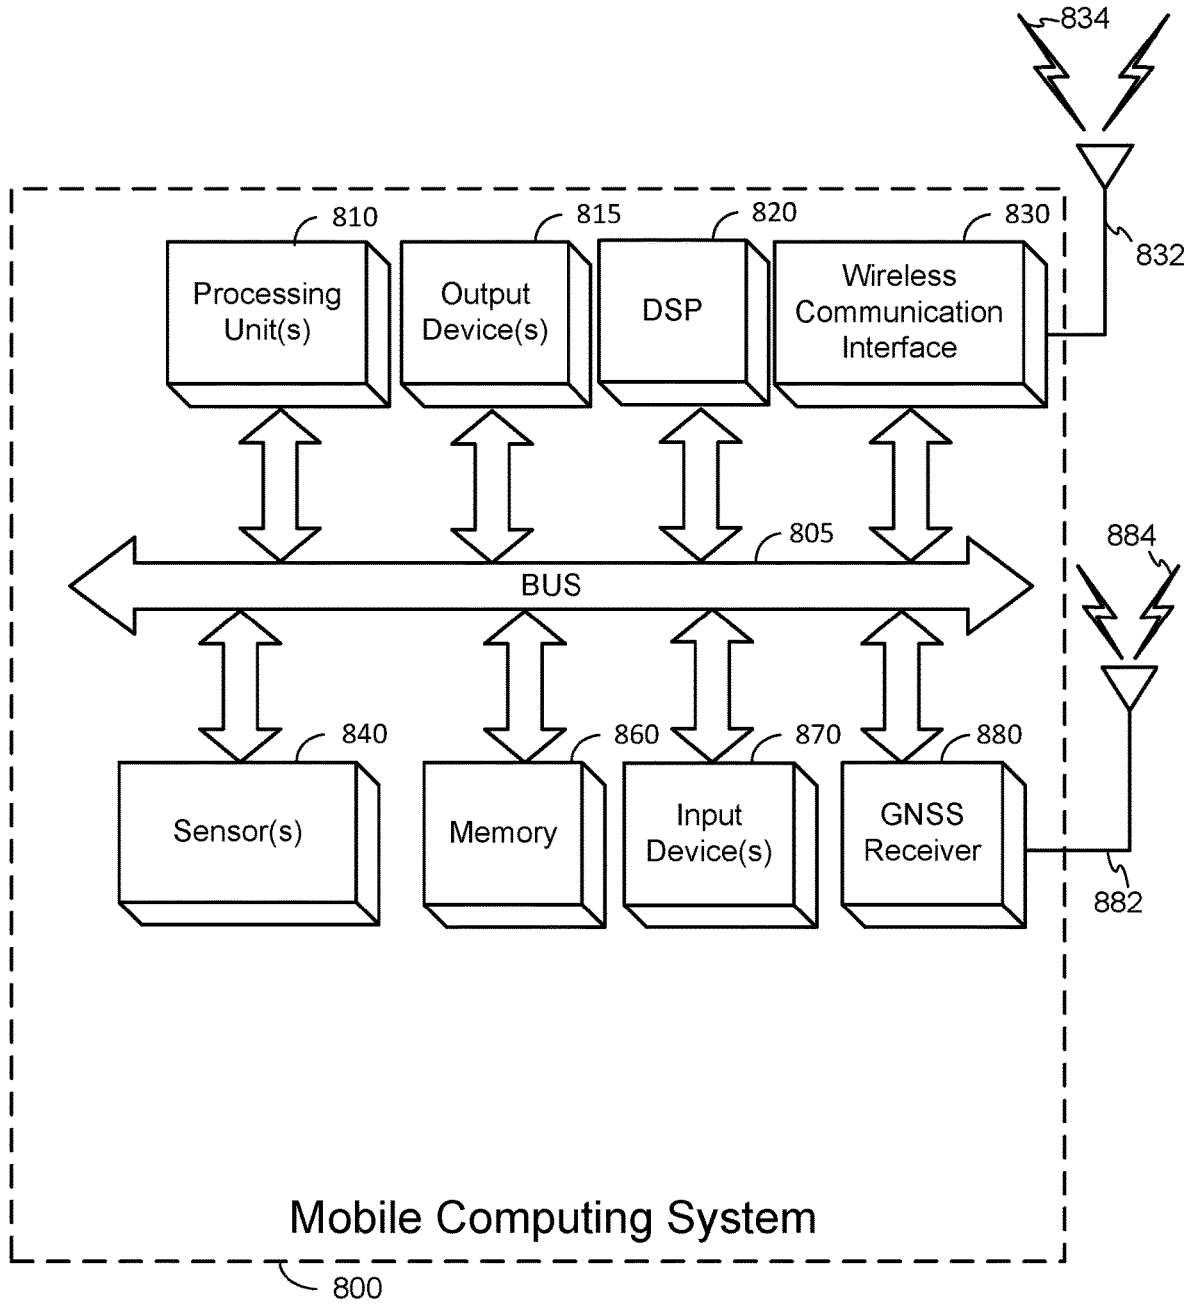 834
832
810
815
820
830
Processing
Unit(s)
Output
Device(s)
DSP
Wireless
Communication
Interface
805
BUS
884
840
860
870
880
Sensor(s)
Memory
Input
Device(s)
GNSS
Receiver
882
Mobile Computing System
800